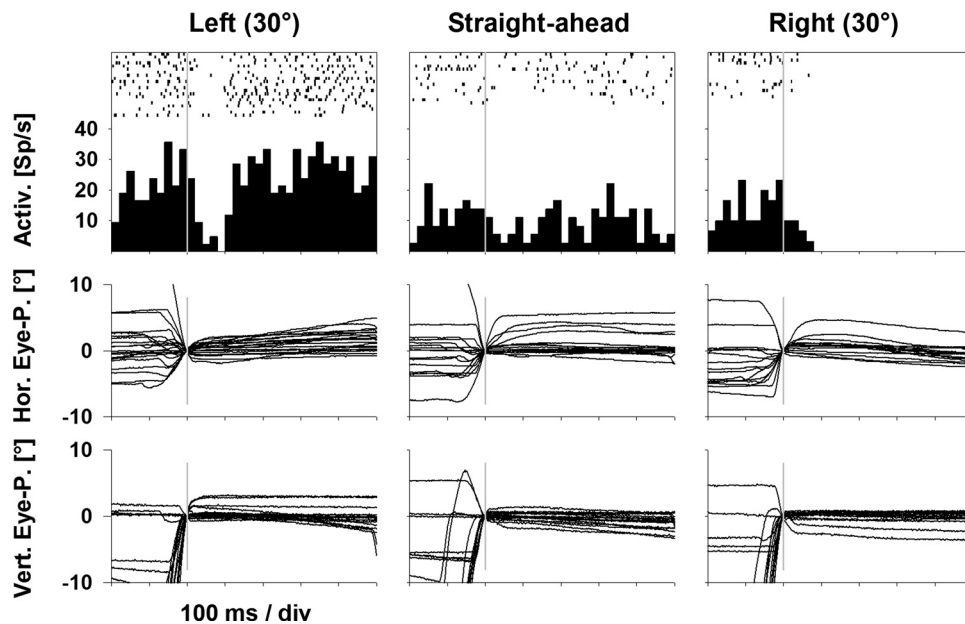 Left (30°) Straight-ahead Right (30°)
Activ. [Sp/s]
40
30
20
10
Hor. Eye-P. [°]
10
0
-10
Vert. Eye-P. [°]
10
0
-10
100 ms / div